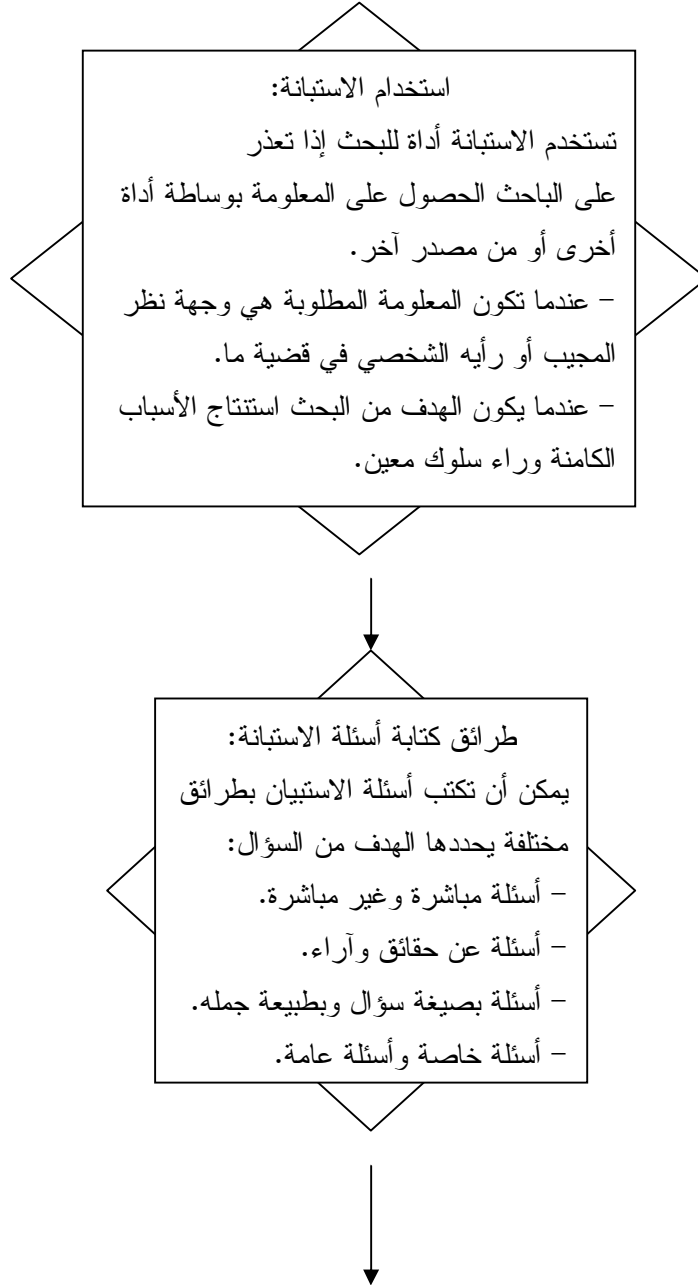 استخدام الاستبانة:
تستخدم الاستبانة أداة للبحث إذا تعذر
على الباحث الحصول على المعلومة بوساطة أداة
أخرى أو من مصدر آخر.
– عندما تكون المعلومة المطلوبة هي وجهة نظر
المجيب أو رأيه الشخصي في قضية ما.
– عندما يكون الهدف من البحث استنتاج الأسباب
الكامنة وراء سلوك معين.
طرائق كتابة أسئلة الاستبانة:
يمكن أن تكتب أسئلة الاستبيان بطرائق
مختلفة يحددها الهدف من السؤال:
– أسئلة مباشرة وغير مباشرة.
– أسئلة عن حقائق وآراء.
– أسئلة بصيغة سؤال وبطبيعة جمله.
– أسئلة خاصة وأسئلة عامة.